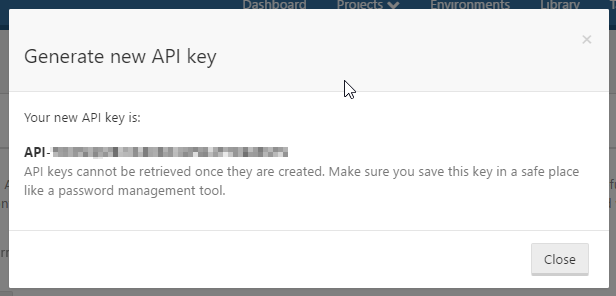 Dashboard Projects Environments Library
Generate new API key
Your new API key is:
API-
API keys cannot be retrieved once they are created. Make sure you save this key in a safe place
like a password management tool.
Close